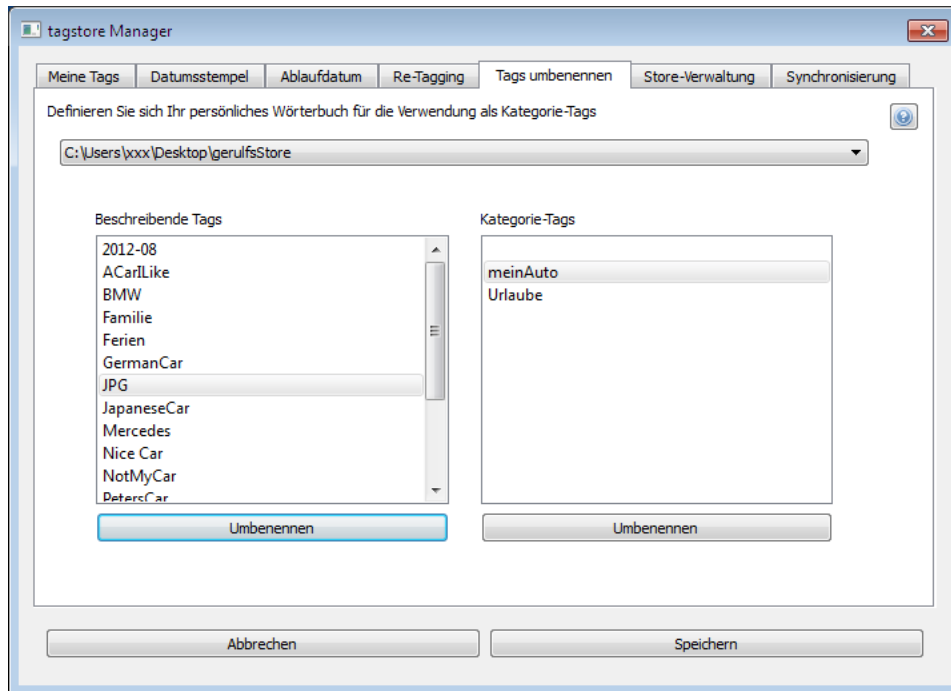 tagstore Manager
Meine Tags Datumsstempel Ablaufdatum Re-Tagging Tags umbenennen Store-Verwaltung Synchronisierung
Definieren Sie sich Ihr persönliches Wörterbuch für die Verwendung als Kategorie-Tags
C:\Users\xxx\Desktop\gerulfsStore
Beschreibende Tags
2012-08
ACarILike
BMW
Familie
Ferien
GermanCar
JPG
JapaneseCar
Mercedes
Nice Car
NotMyCar
PetersCar
Umbenennen
Kategorie-Tags
meinAuto
Urlaube
Umbenennen
Abbrechen Speichern